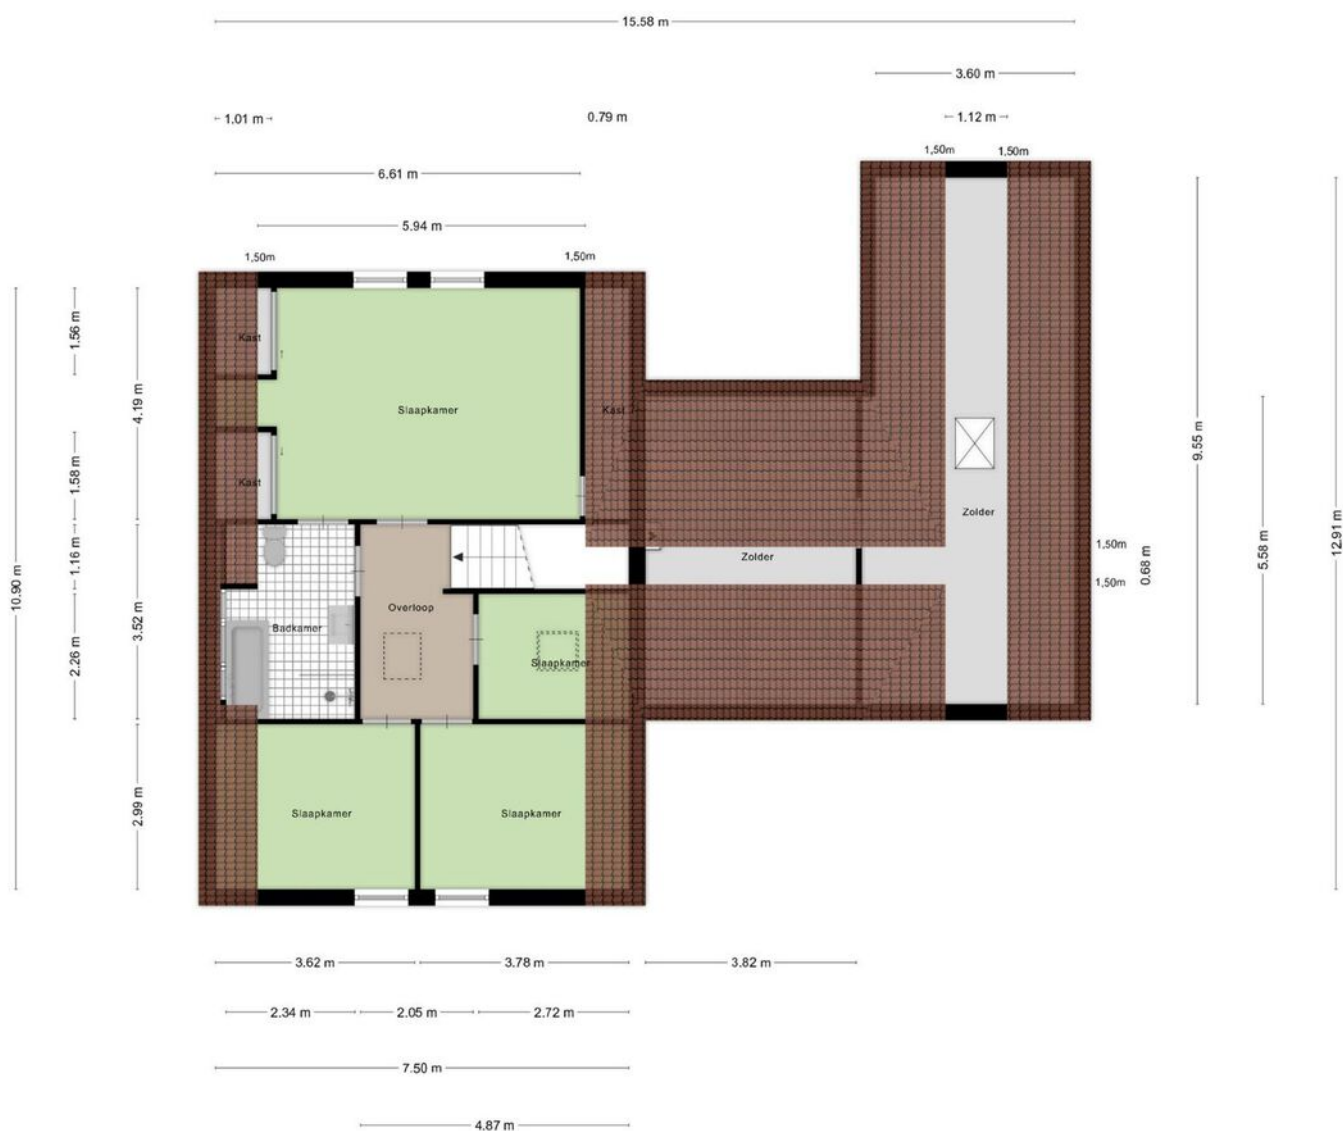 15.58 m
3.60 m
1.01 m
0.79 m
1.12 m
1,50m
1,50m
6.61 m
5.94 m
1,50m
1,50m
1.56 m
Kast
4.19 m
Slaapkamer
Kast
9.55 m
1.58 m
Kast
Zolder
12.91 m
5.58 m
10.90 m
1.16 m
3.52 m
Zolder
1,50m
1,50m
0.68 m
Overloop
Badkamer
2.26 m
Slaapkamer
2.99 m
Slaapkamer
Slaapkamer
3.62 m
3.78 m
3.82 m
2.34 m
2.05 m
2.72 m
7.50 m
4.87 m